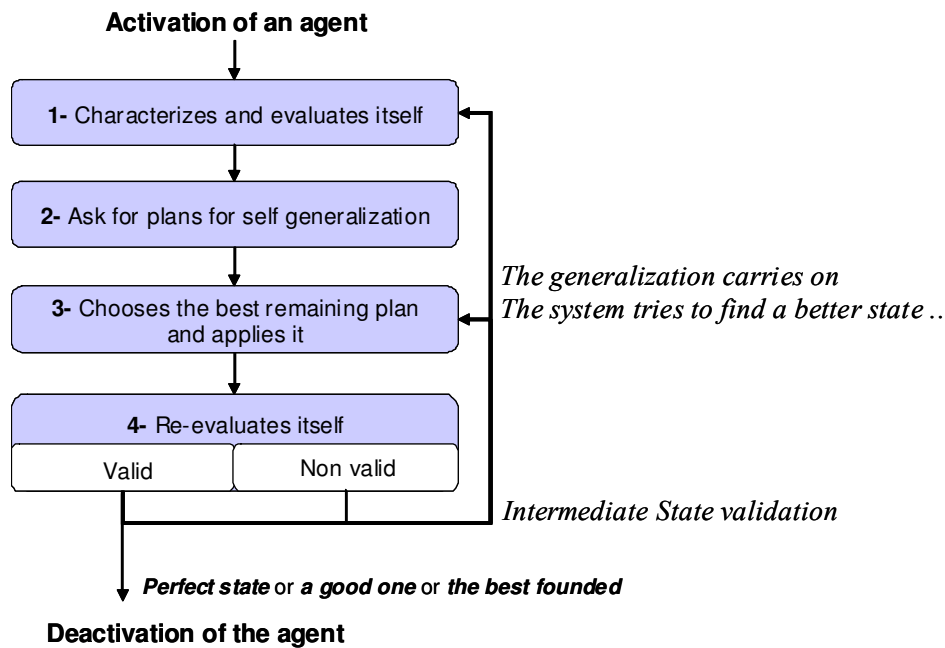 Activation of an agent
1- Characterizes and evaluates itself
2- Ask for plans for self generalization
The generalization carries on
The system tries to find a better state ..
3- Chooses the best remaining plan
and applies it
4- Re-evaluates itself
Valid
Non valid
Intermediate State validation
Perfect state or a good one or the best founded
Deactivation of the agent